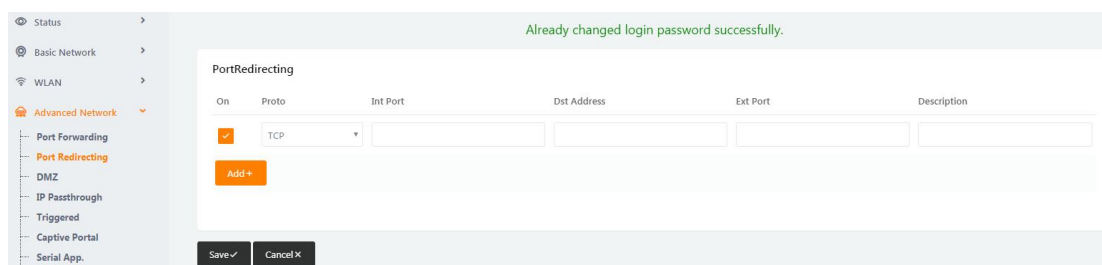 Status
Basic Network
WLAN
Advanced Network
Port Forwarding
Port Redirecting
DMZ
IP Passthrough
Triggered
Captive Portal
Serial App.
Already changed login password successfully.
PortRedirecting
On Proto Int Port Dst Address Ext Port Description
TCP
Add+
Save Cancel